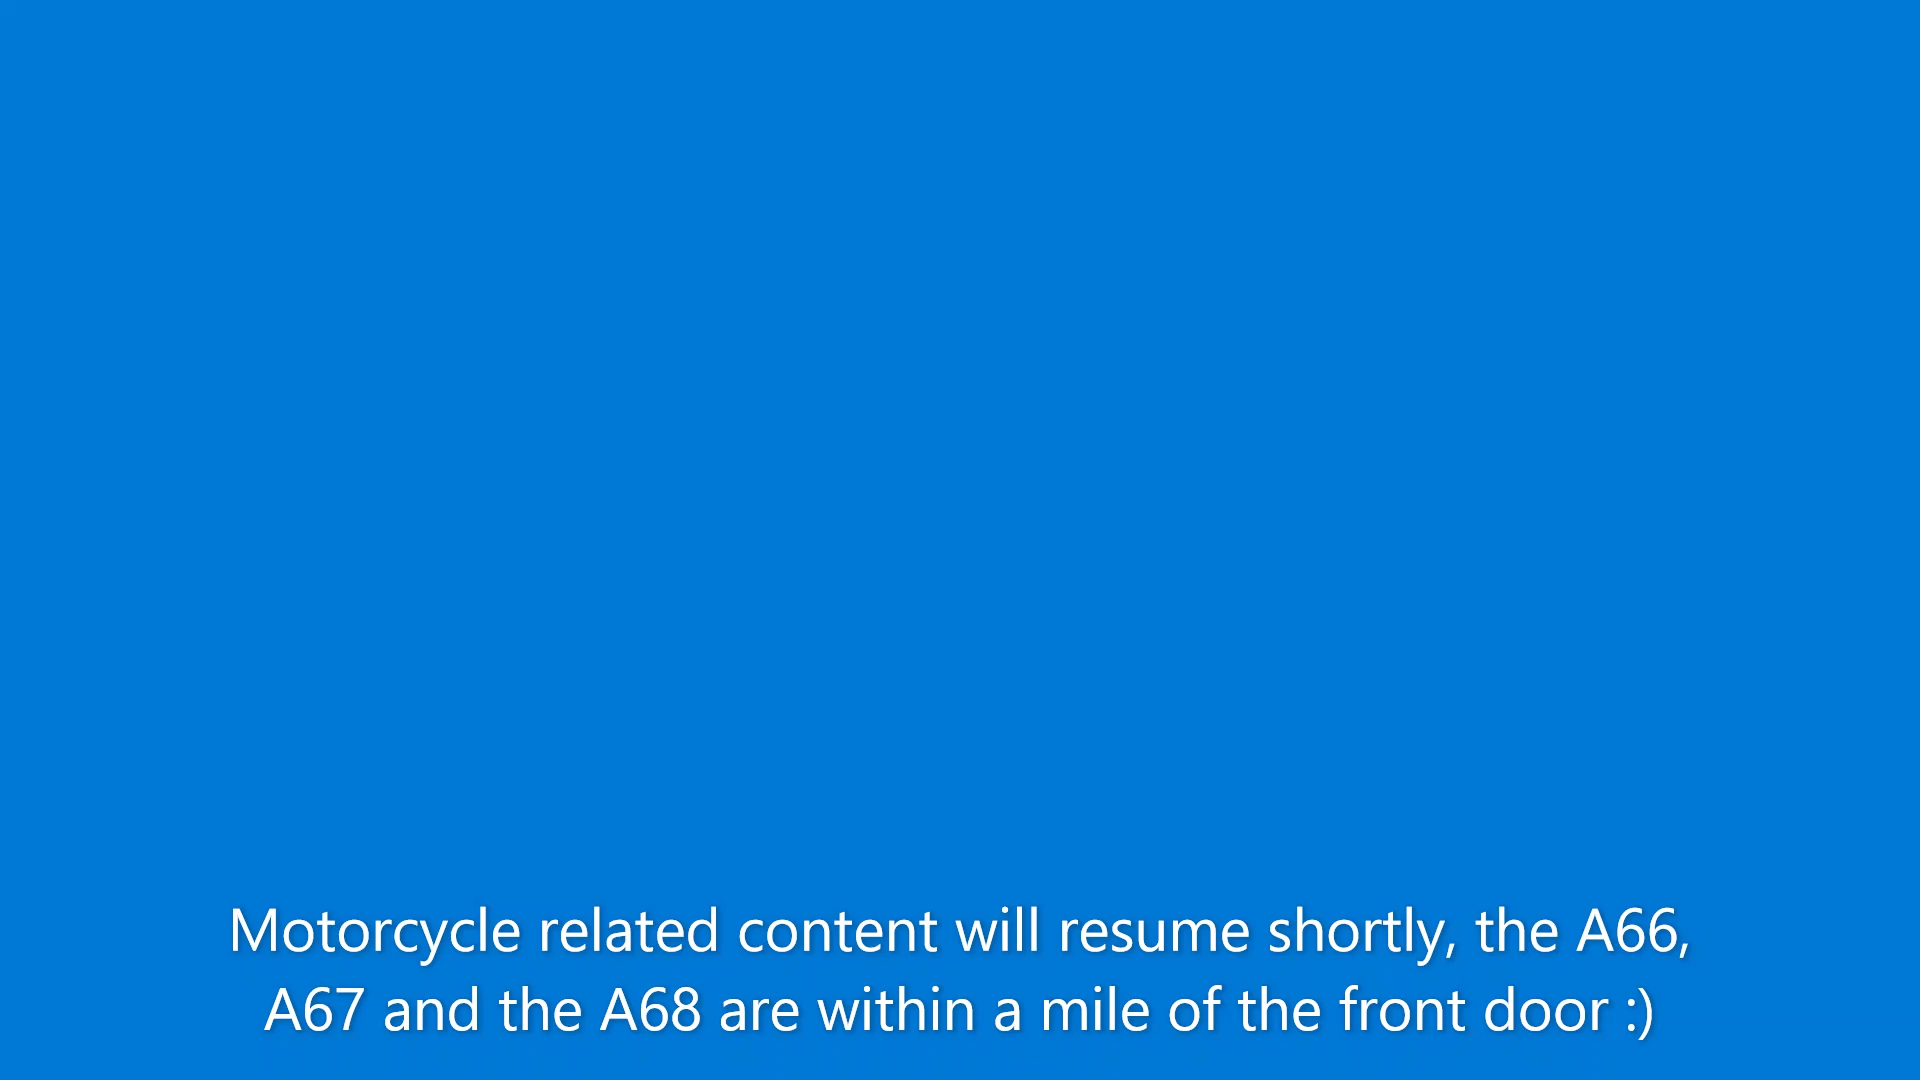 Motorcycle related content will resume shortly, the A66,
A67 and the A68 are within a mile of the front door :)